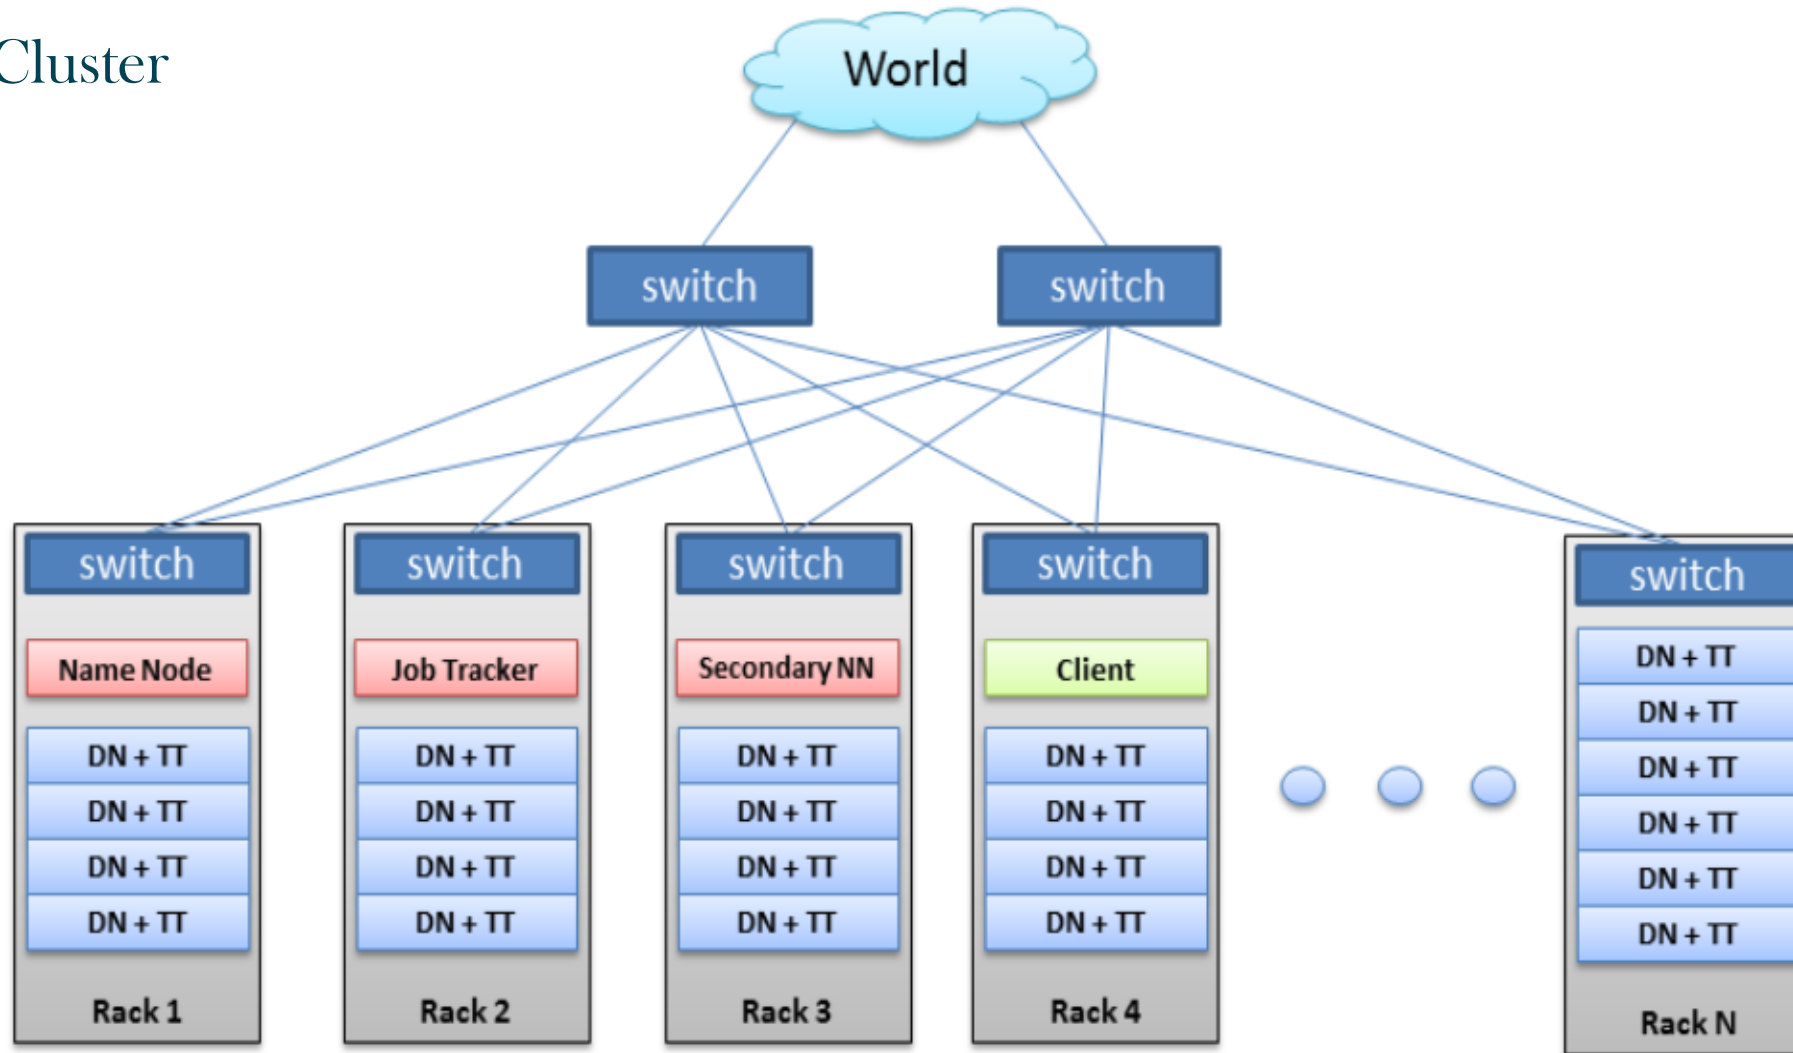 Cluster
World
switch
switch
switch
Name Node
DN + TT
DN + TT
DN + TT
DN + TT
Rack 1
switch
Job Tracker
DN + TT
DN + TT
DN + TT
DN + TT
Rack 2
switch
Secondary NN
DN + TT
DN + TT
DN + TT
DN + TT
Rack 3
switch
Client
DN + TT
DN + TT
DN + TT
DN + TT
Rack 4
switch
DN + TT
DN + TT
DN + TT
DN + TT
DN + TT
DN + TT
Rack N